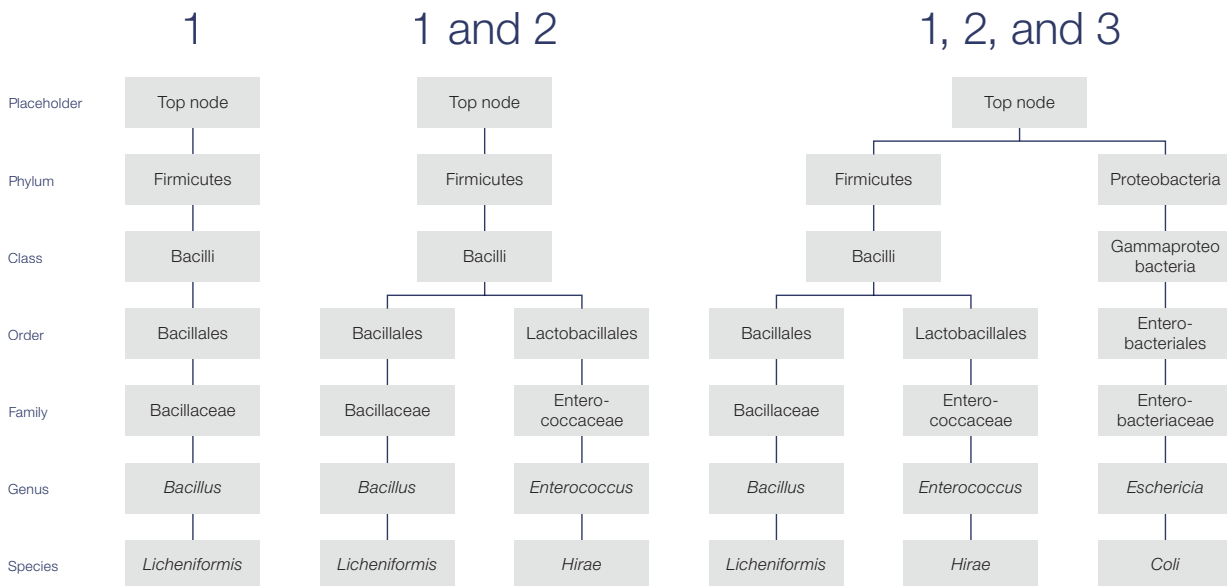 1
1 and 2
1, 2, and 3
Placeholder
Top node
Top node
Top node
Phylum
Firmicutes
Firmicutes
Firmicutes
Proteobacteria
Class
Bacilli
Bacilli
Bacilli
Gammaproteo
bacteria
Order
Bacillales
Bacillales
Lactobacillales
Bacillales
Lactobacillales
Entero-
bacteriales
Family
Bacillaceae
Bacillaceae
Entero-
coccaceae
Bacillaceae
Entero-
coccaceae
Entero-
bacteriaceae
Genus
Bacillus
Bacillus
Enterococcus
Bacillus
Enterococcus
Eschericia
Species
Licheniformis
Licheniformis
Hirae
Licheniformis
Hirae
Coli